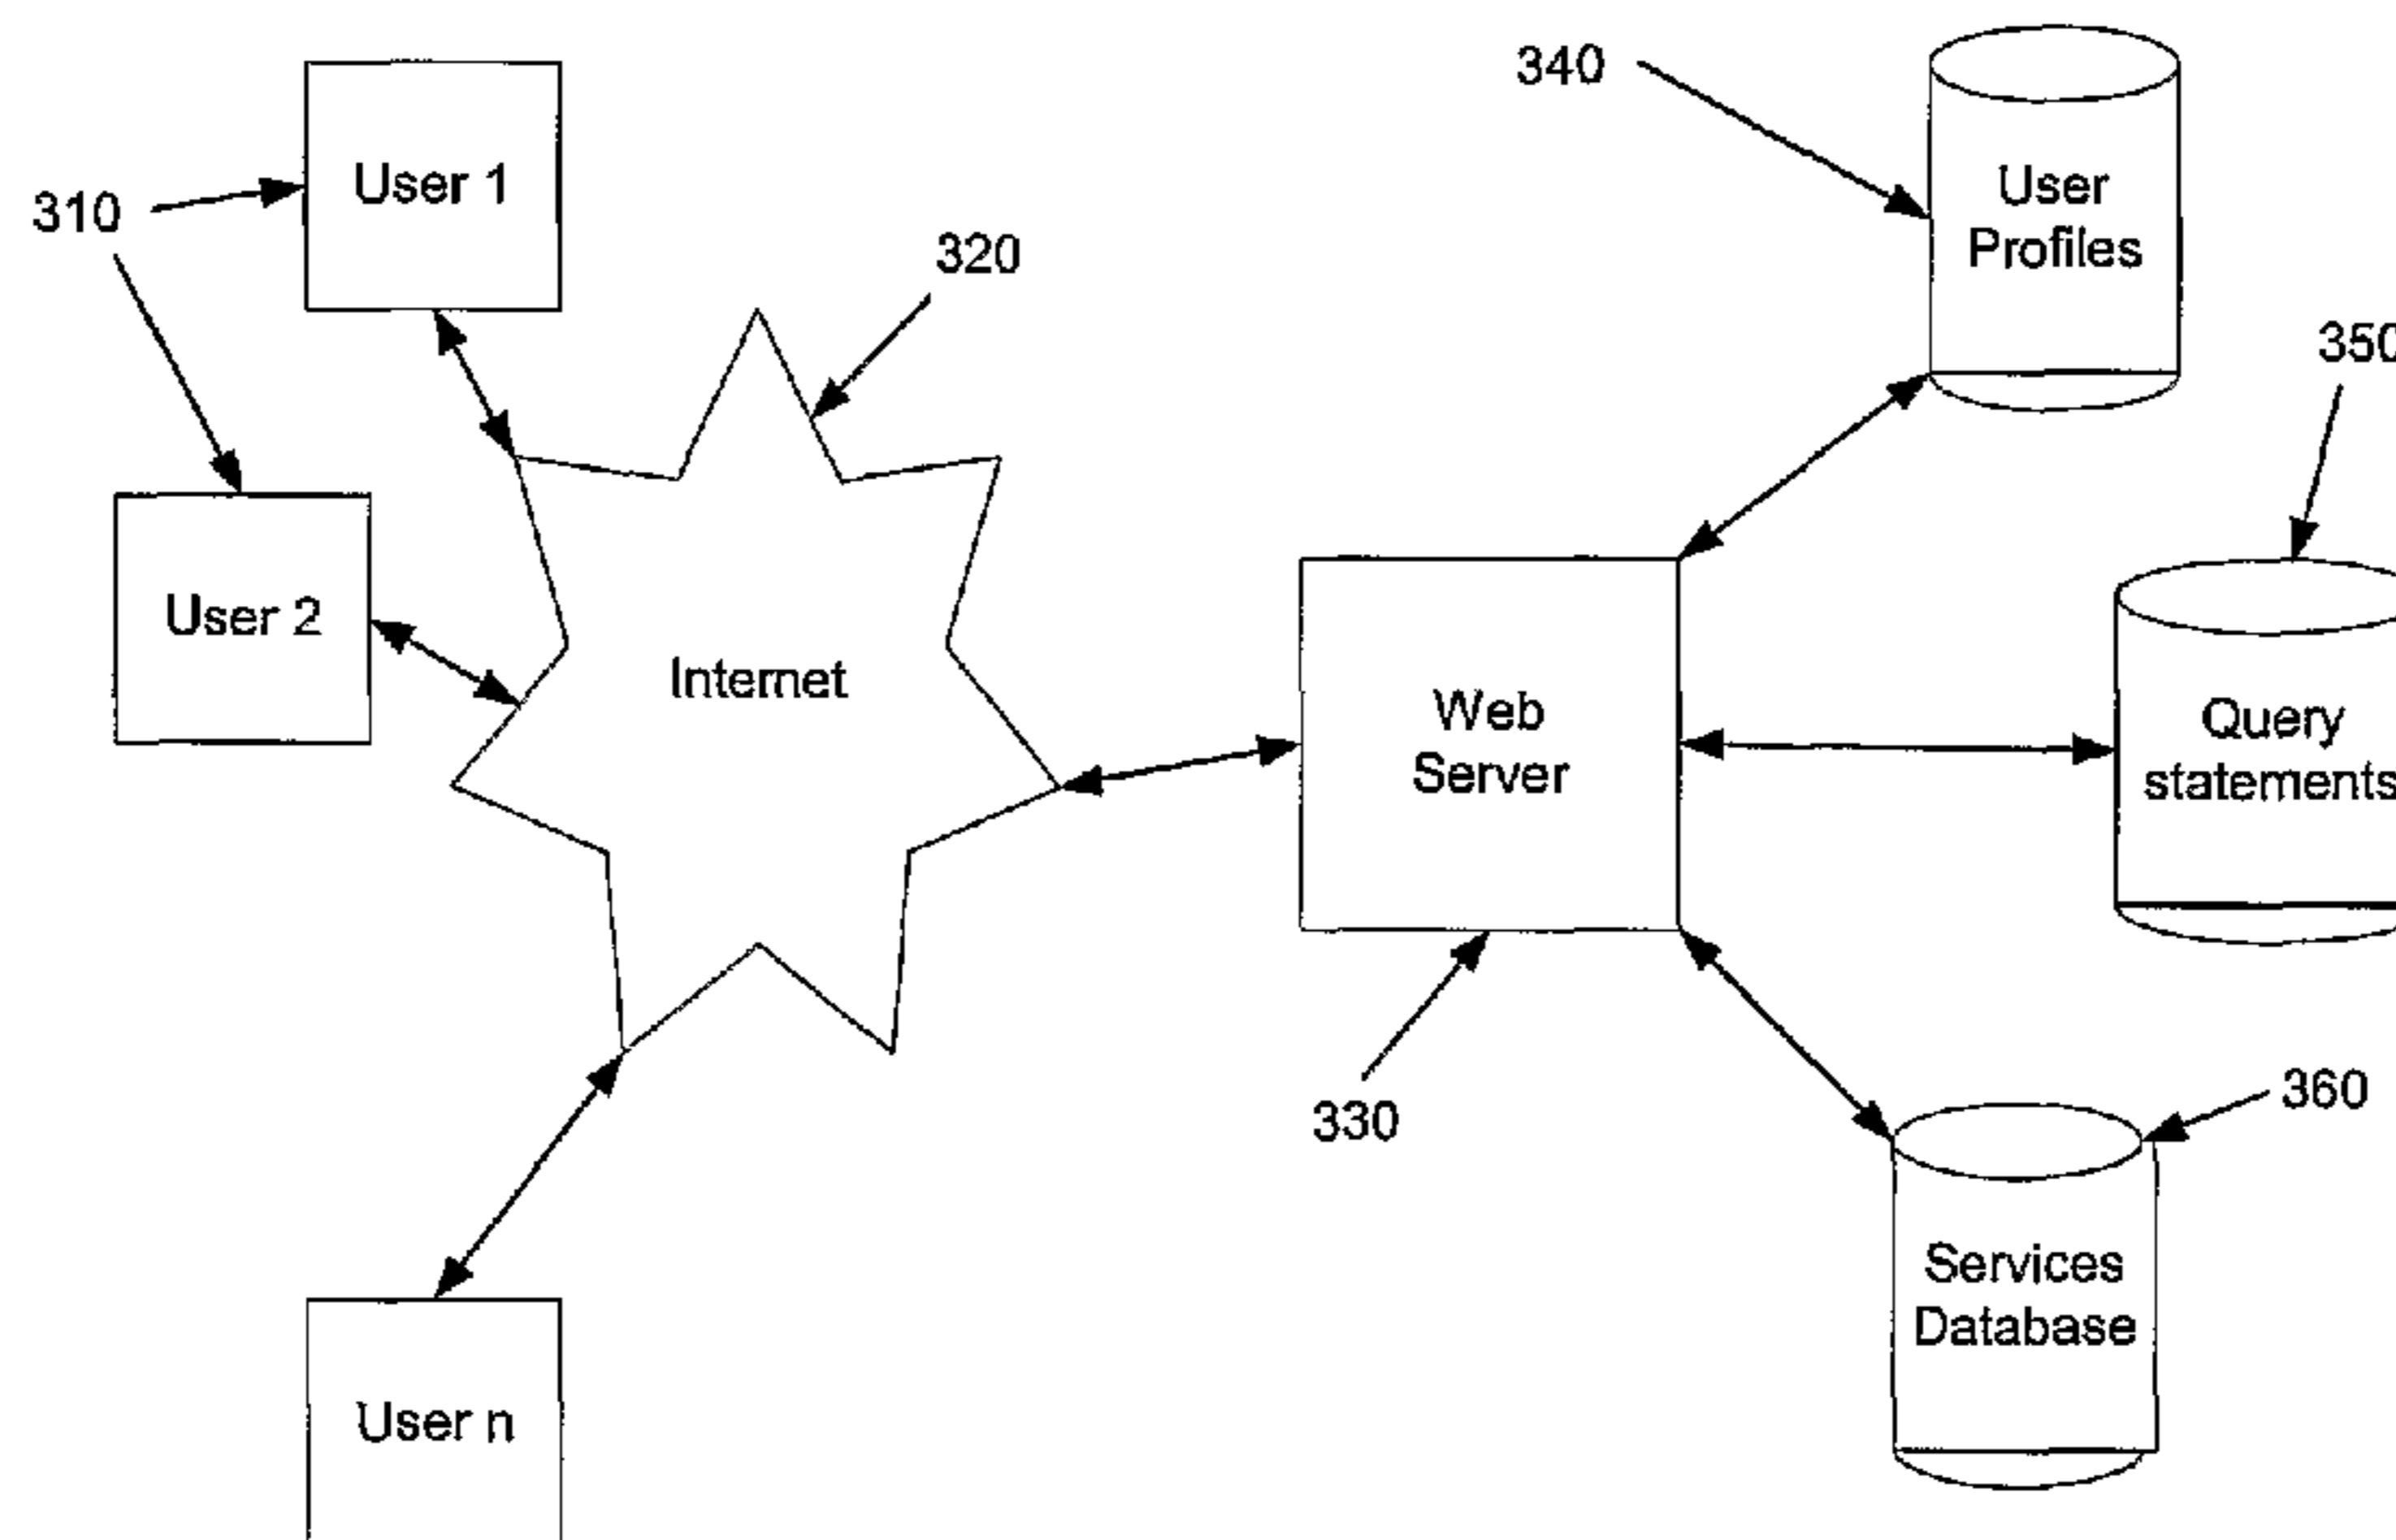 340
User 1
User
Profiles
310
320
350
User 2
Internet
Web
Server
Query
statements
360
330
Services
Database
User n